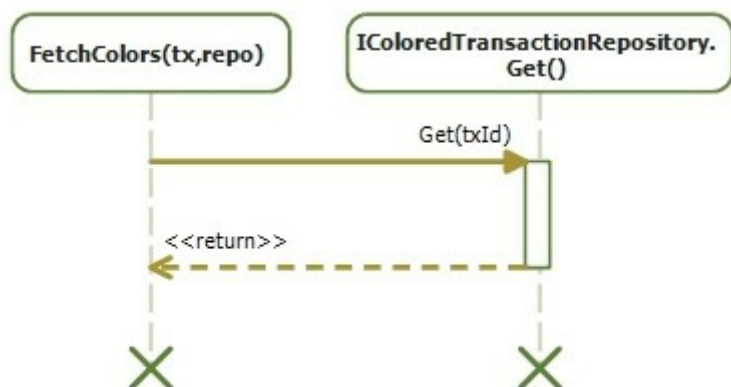 FetchColors(tx,repo)
IColoredTransactionRepository.
Get()
Get(txId)
<<return>>